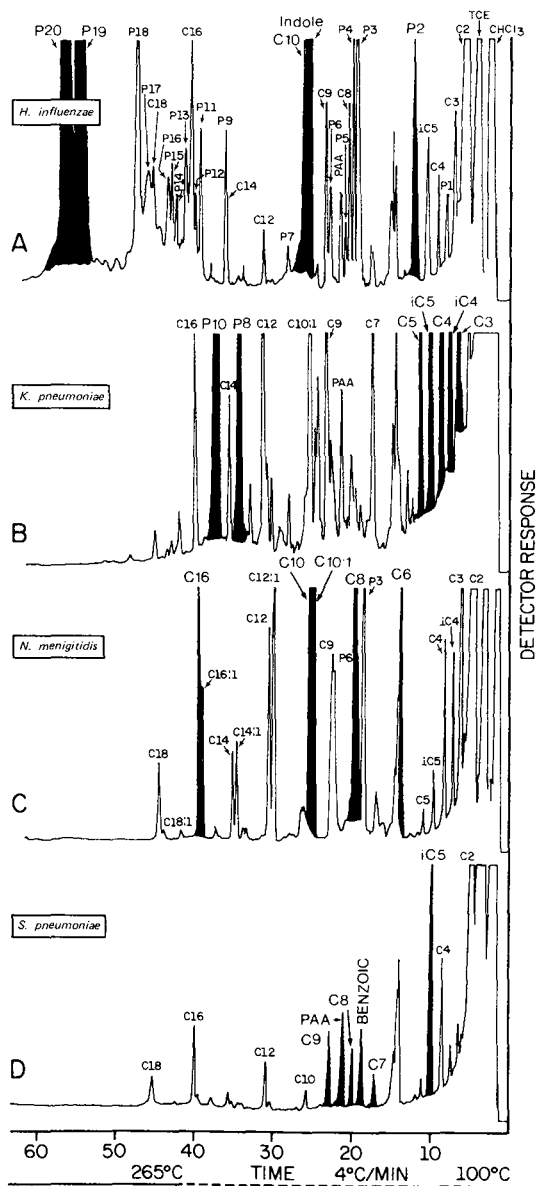 P20
P19
P18
C16
Indole
C10
P4
P3
P2
C2
TCE
CHCl3
P17
C18
P16
P15
P14
P13
P11
P12
P9
C14
C12
P7
C9
P6
PAA
P5
C8
iC5
C4
P1
C3
H. influenzae
A
C16
P10
P8
C12
C10:1
C9
C7
C5
iC5
C4
iC4
C3
C14
PAA
K. pneumoniae
B
C16
C12:1
C10
C10:1
C8
P3
C6
C3
C2
C12
C16:1
C9
P6
C4
iC4
C14
C14:1
C18
C18:1
C5
iC5
N. menigitidis
C
iC5
C2
S. pneumoniae
C18
C16
C12
C10
PAA
C9
C8
BENZOIC
C7
C4
D
DETECTOR RESPONSE
60 50 40 30 20 10 0
265°C TIME 4°C/MIN 100°C